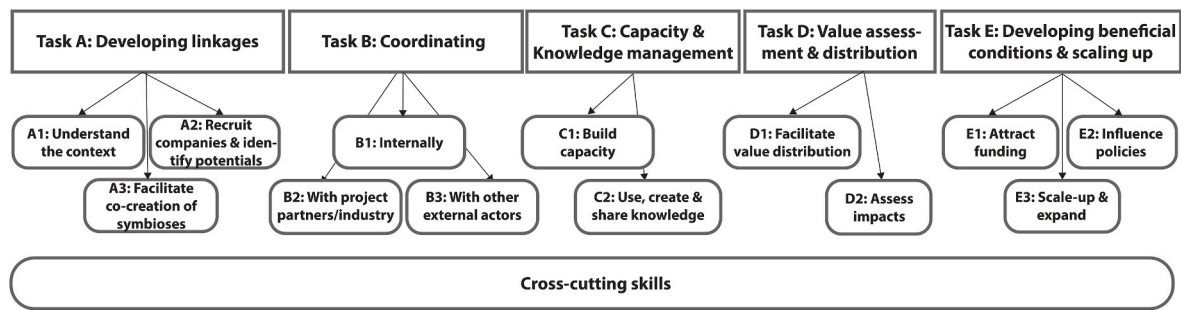 Task A: Developing linkages
Task B: Coordinating
Task C: Capacity &
Knowledge management
Task D: Value assess-
ment & distribution
Task E: Developing beneficial
conditions & scaling up
A1: Understand
the context
A2: Recruit
companies & iden-
tify potentials
A3: Facilitate
co-creation of
symbioses
B1: Internally
B2: With project
partners/industry
B3: With other
external actors
C1: Build
capacity
C2: Use, create &
share knowledge
D1: Facilitate
value distribution
D2: Assess
impacts
E1: Attract
funding
E2: Influence
policies
E3: Scale-up &
expand
Cross-cutting skills